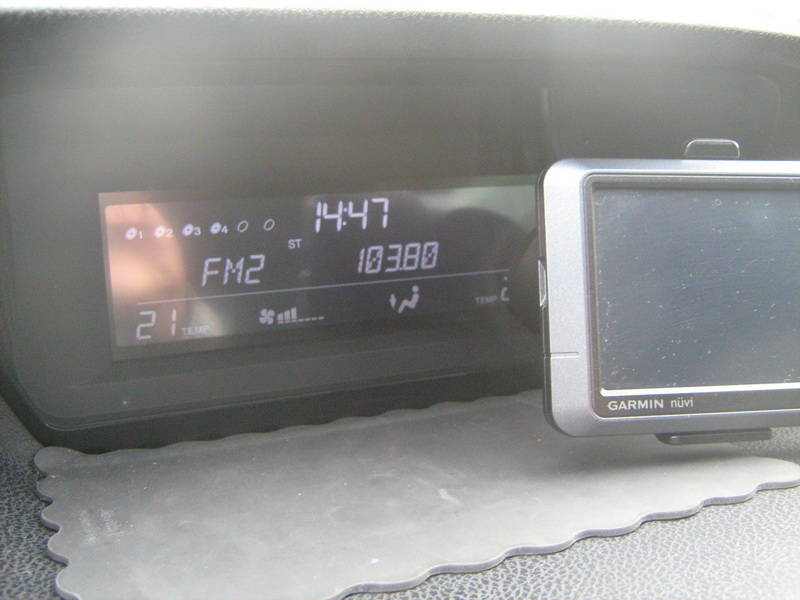 14:47
1 2 3 4
ST
FM2 103.80
21 TEMP TEMP
GARMIN nüvi